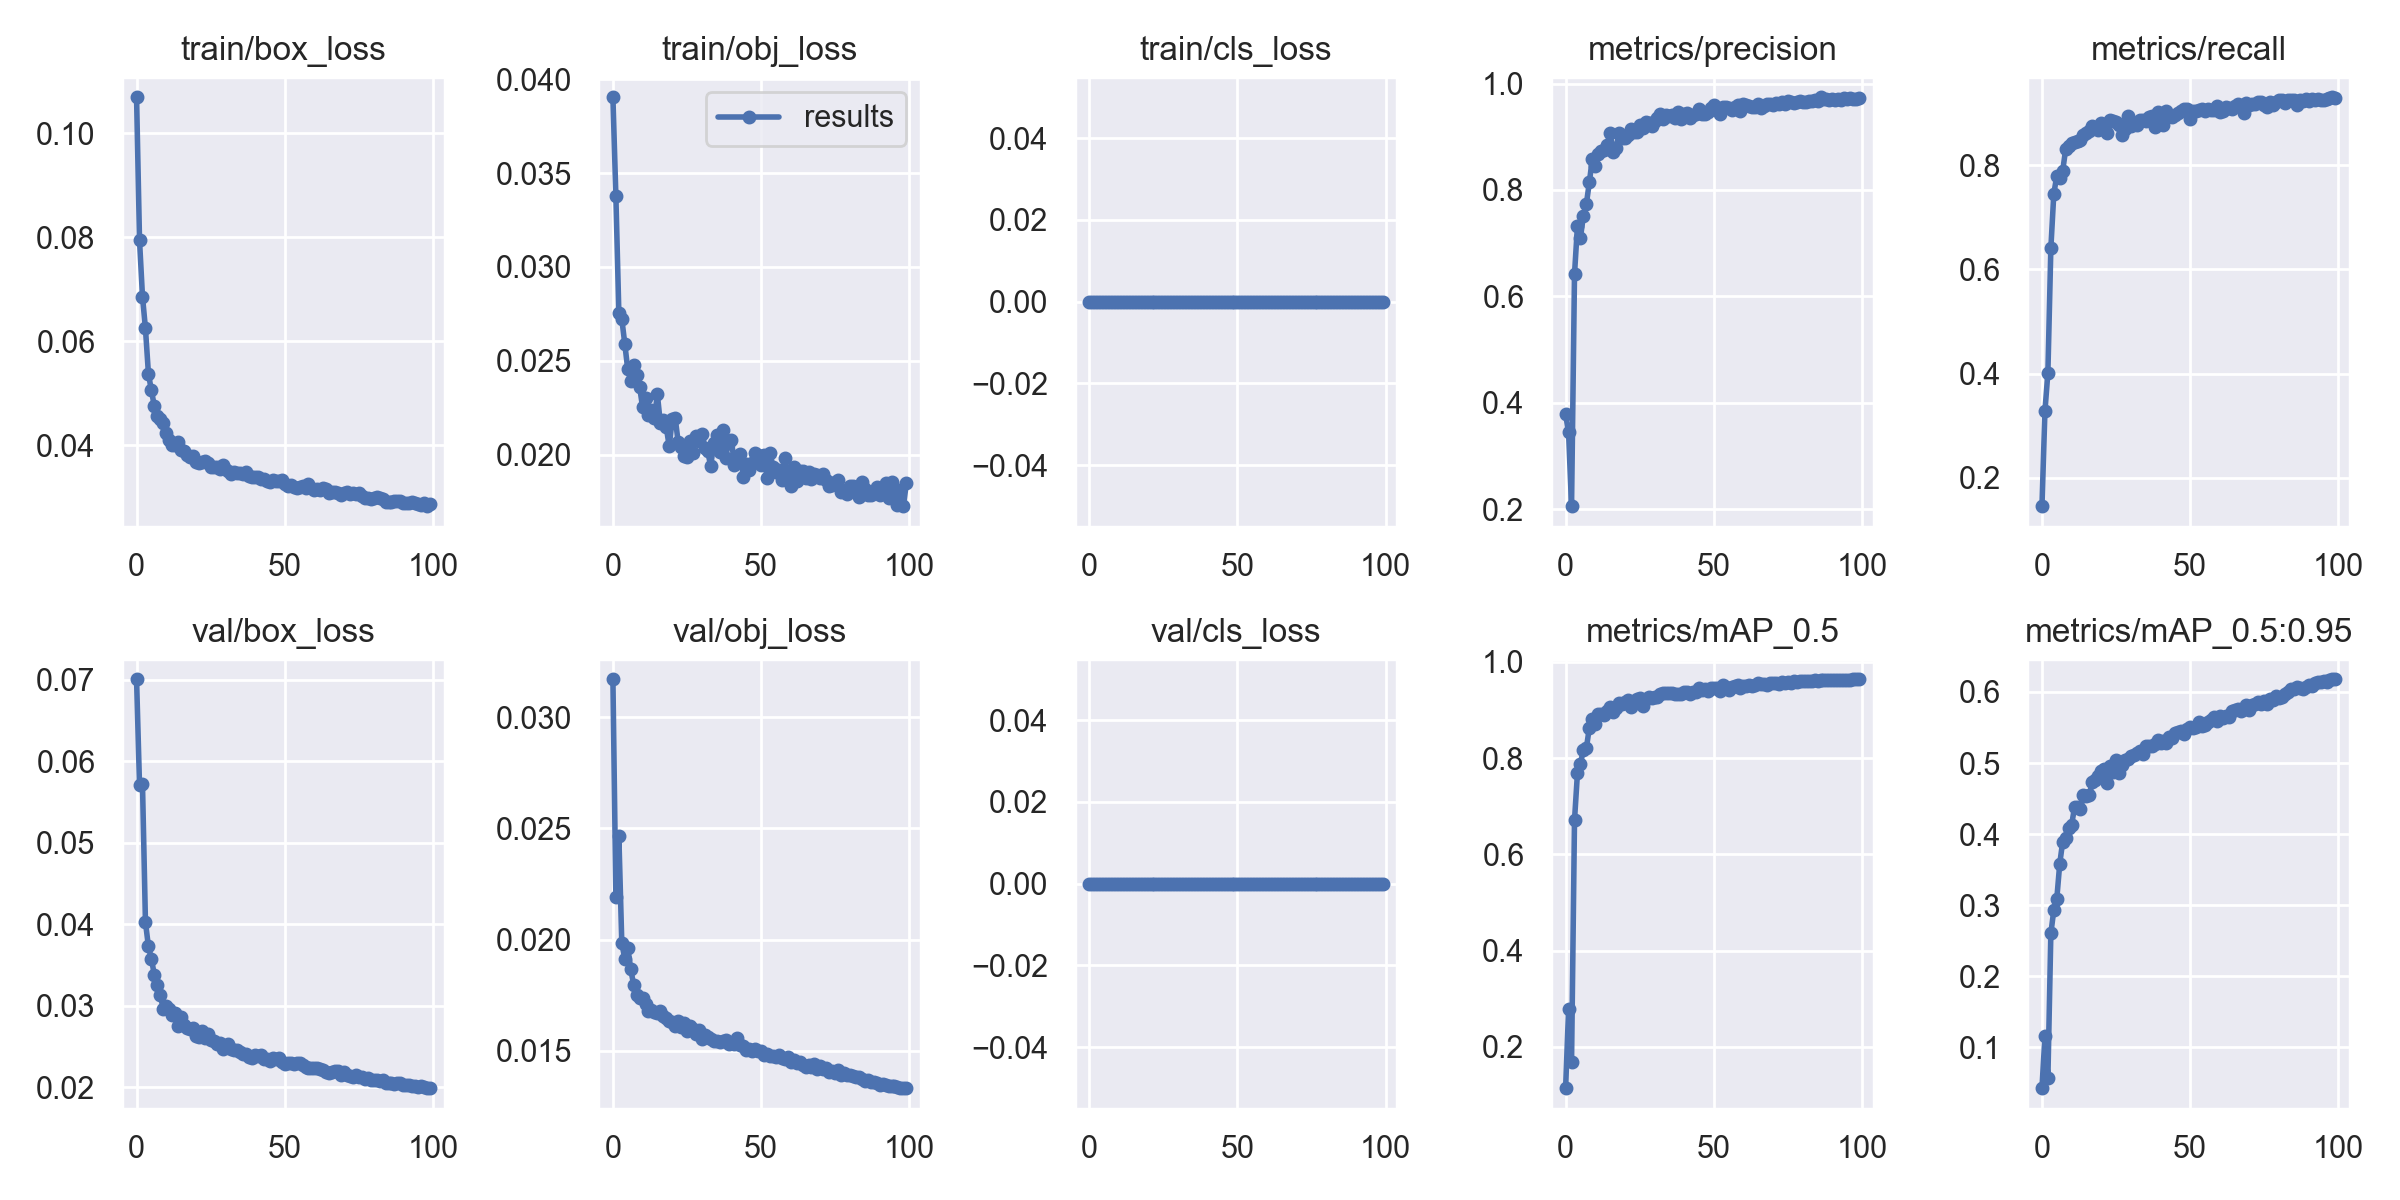 train/box_loss
0.10
0.08
0.06
0.04
0 50 100
train/obj_loss
results
0.040
0.035
0.030
0.025
0.020
0 50 100
train/cls_loss
0.04
0.02
0.00
−0.02
−0.04
0 50 100
metrics/precision
1.0
0.8
0.6
0.4
0.2
0 50 100
metrics/recall
0.8
0.6
0.4
0.2
0 50 100
val/box_loss
0.07
0.06
0.05
0.04
0.03
0.02
0 50 100
val/obj_loss
0.030
0.025
0.020
0.015
0 50 100
val/cls_loss
0.04
0.02
0.00
−0.02
−0.04
0 50 100
metrics/mAP_0.5
1.0
0.8
0.6
0.4
0.2
0 50 100
metrics/mAP_0.5:0.95
0.6
0.5
0.4
0.3
0.2
0.1
0 50 100